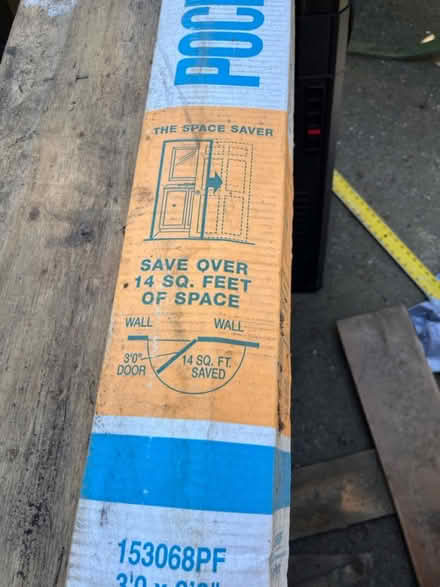 POC
THE SPACE SAVER
SAVE OVER
14 SQ. FEET
OF SPACE
WALL WALL
3'0"
DOOR
14 SQ. FT.
SAVED
153068PF